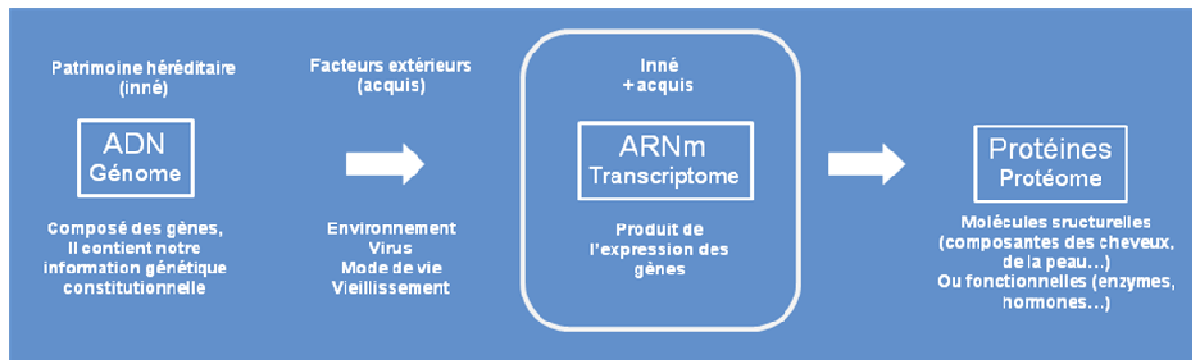 Patrimoine héréditaire
(inné)
ADN
Génome
Composé des gènes,
Il contient notre
information génétique
constitutionnelle
Facteurs extérieurs
(acquis)
Environnement
Virus
Mode de vie
Vieillissement
Inné
+ acquis
ARNm
Transcriptome
Produit de
l'expression des
gènes
Protéines
Protéome
Molécules sructurelles
(composantes des cheveux,
de la peau...)
Ou fonctionnelles (enzymes,
hormones...)